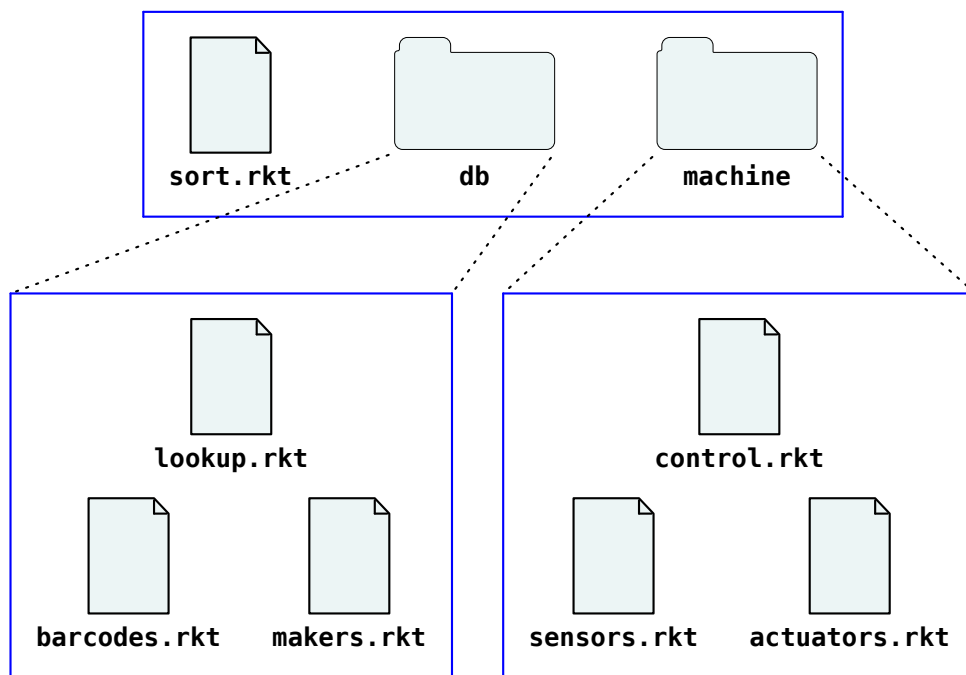 sort.rkt db machine
lookup.rkt control.rkt
barcodes.rkt makers.rkt sensors.rkt actuators.rkt